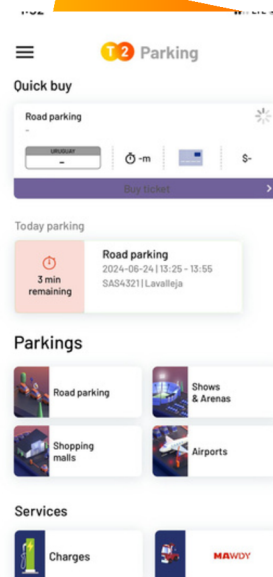 T2 Parking
Quick buy
Road parking
-
URUGUAY
-
-m
$-
Buy ticket
Today parking
3 min
remaining
Road parking
2024-06-24 | 13:25 - 13:55
SAS4321 | Lavalleja
Parkings
Road parking
Shows
& Arenas
Shopping
malls
Airports
Services
Charges
MAWDY